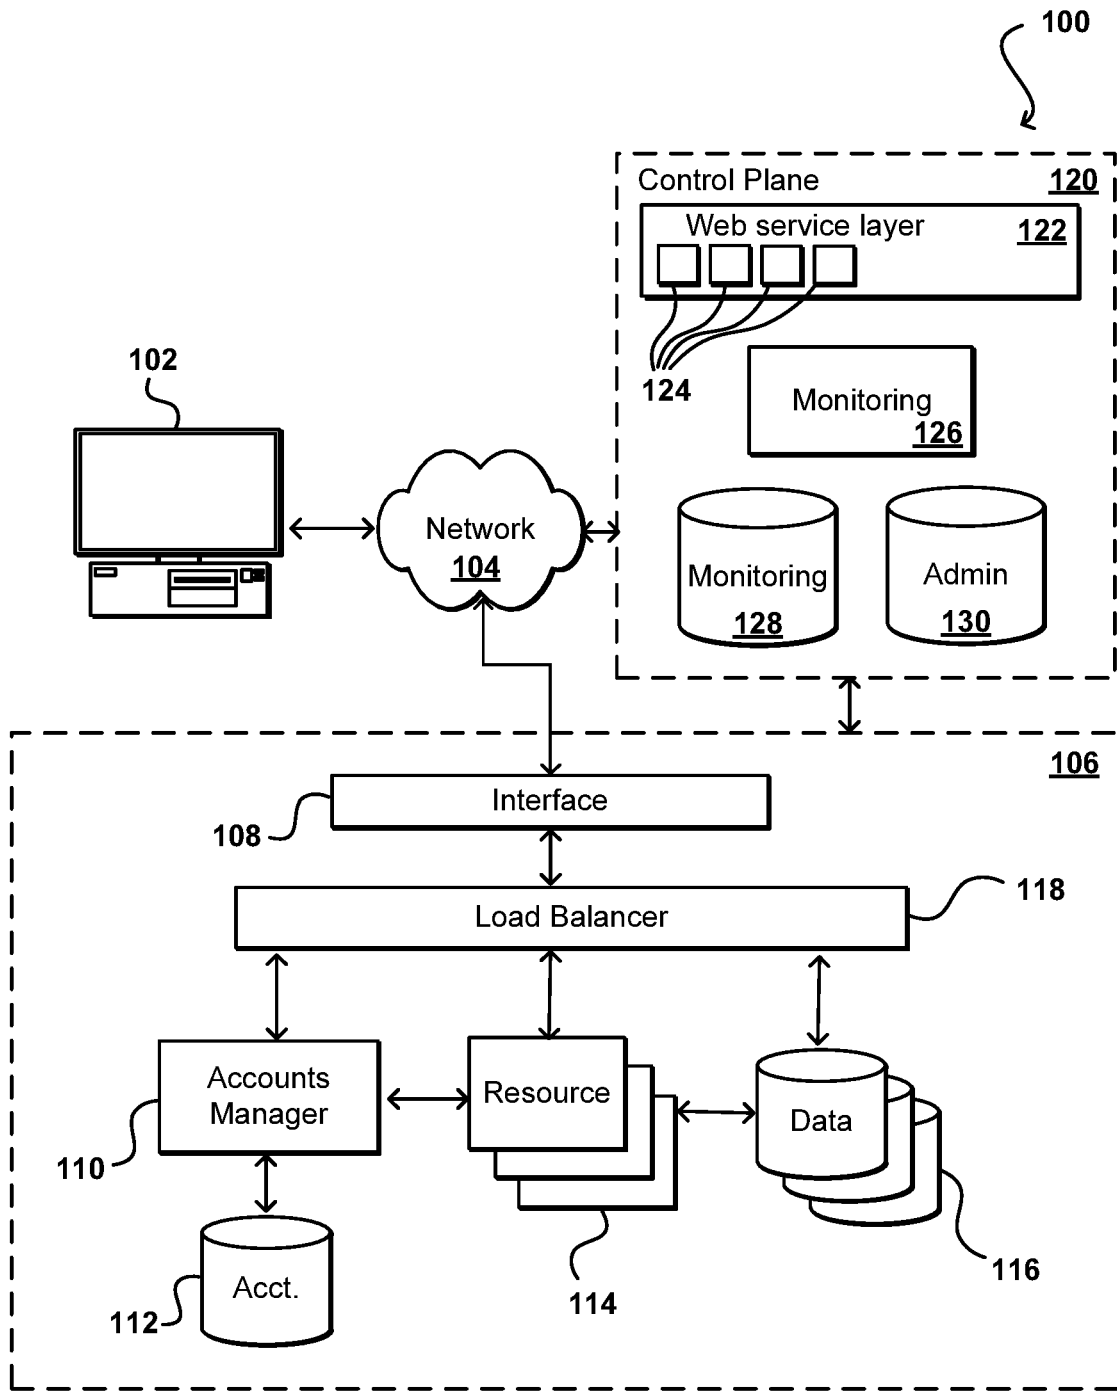 100
Control Plane
120
Web service layer
122
124
Monitoring
126
102
Network
104
Monitoring
128
Admin
130
106
Interface
108
118
Load Balancer
Accounts
Manager
Resource
Data
110
Acct.
112
114
116